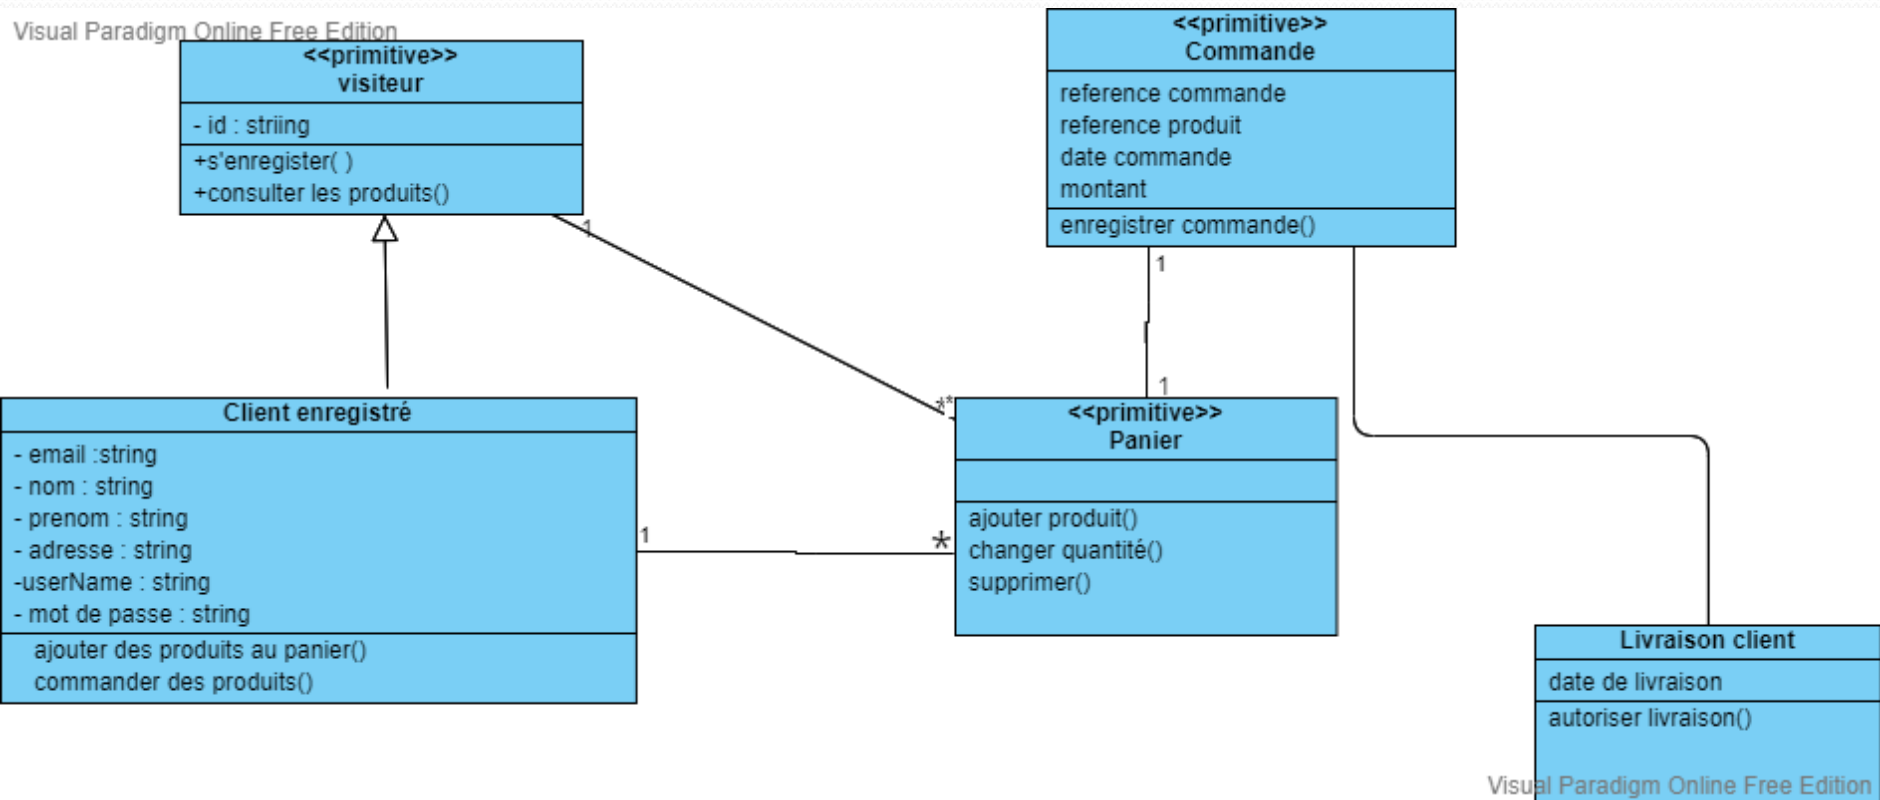 Visual Paradigm Online Free Edition
<<primitive>>
visiteur
- id : striing
+s'enregister( )
+consulter les produits()
1
**
<<primitive>>
Commande
reference commande
reference produit
date commande
montant
enregistrer commande()
1
1
Client enregistré
- email :string
- nom : string
- prenom : string
- adresse : string
-userName : string
- mot de passe : string
ajouter des produits au panier()
commander des produits()
1
*
<<primitive>>
Panier
ajouter produit()
changer quantité()
supprimer()
Livraison client
date de livraison
autoriser livraison()
Visual Paradigm Online Free Edition